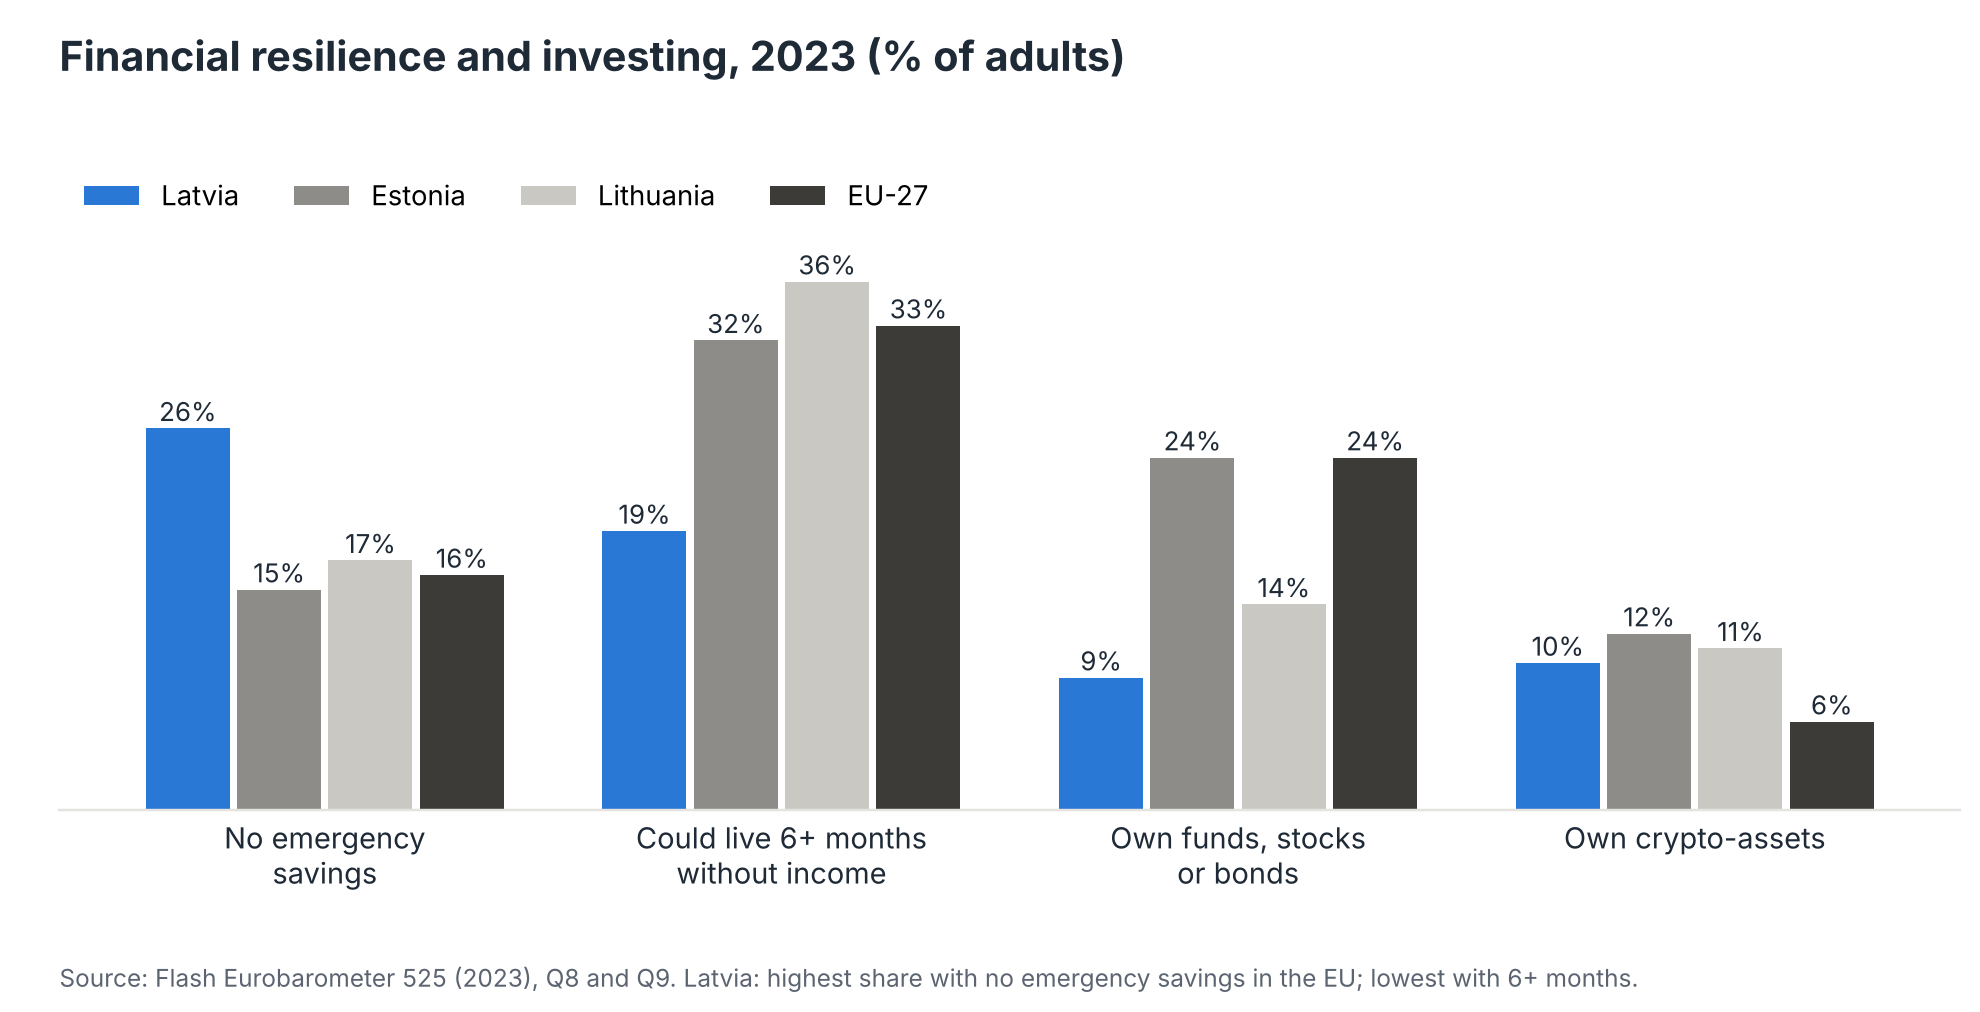 Financial resilience and investing, 2023 (% of adults)
Latvia Estonia Lithuania EU-27
26% 15% 17% 16%
19% 32% 36% 33%
9% 24% 14% 24%
10% 12% 11% 6%
No emergency
savings
Could live 6+ months
without income
Own funds, stocks
or bonds
Own crypto-assets
Source: Flash Eurobarometer 525 (2023), Q8 and Q9. Latvia: highest share with no emergency savings in the EU; lowest with 6+ months.